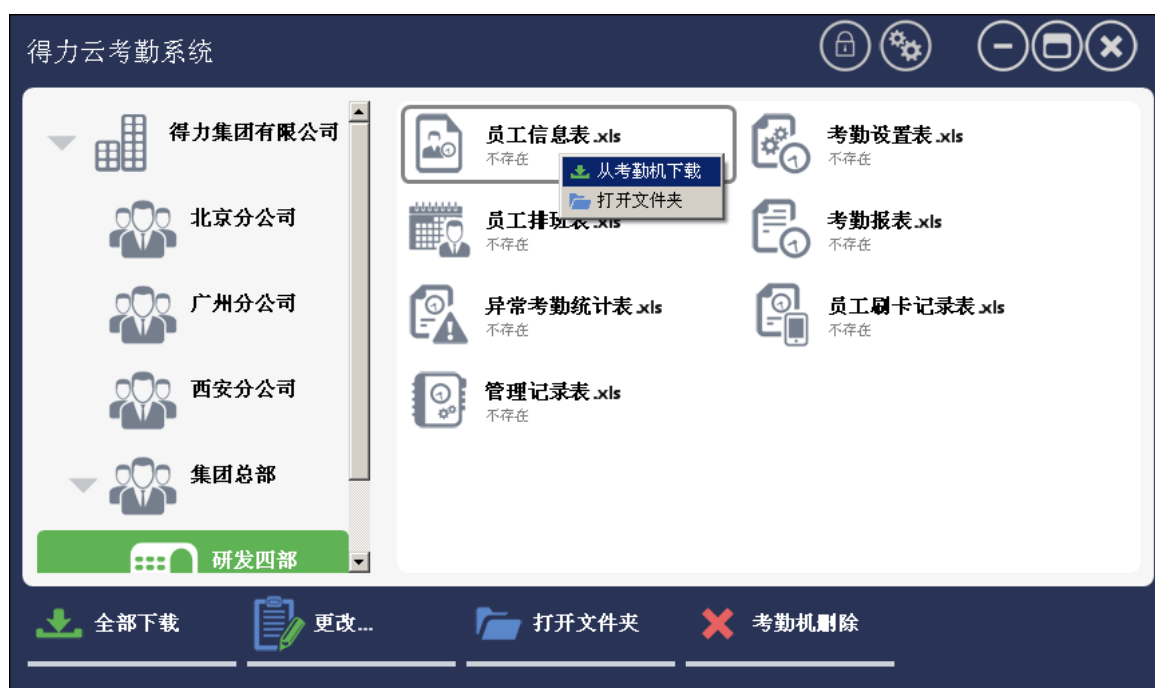 得力云考勤系统
得力集团有限公司
北京分公司
广州分公司
西安分公司
集团总部
研发四部
员工信息表.xls
不存在
考勤设置表.xls
不存在
从考勤机下载
打开文件夹
员工排班表.xls
不存在
考勤报表.xls
不存在
异常考勤统计表.xls
不存在
员工刷卡记录表.xls
不存在
管理记录表.xls
不存在
全部下载
更改...
打开文件夹
考勤机删除